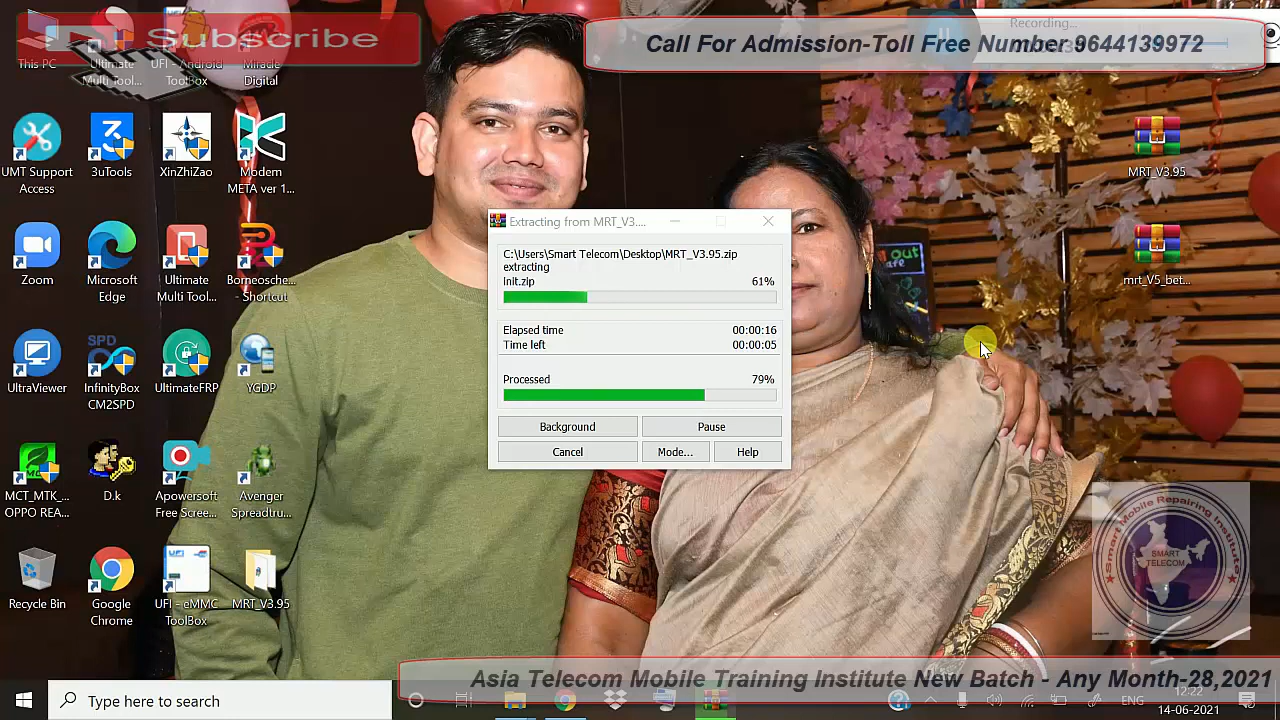 Subscribe
Call For Admission-Toll Free Number 9644139972
Recording...
This PC
Ultimate
Multi Tool...
UFI - Android
ToolBox
Miracle
Digital
UMT Support
Access
3uTools
XinZhiZao
Modem
META ver 1...
MRT_V3.95
Zoom
Microsoft
Edge
Ultimate
Multi Tool...
Borneosche...
- Shortcut
mrt_V5_bet...
out
Extracting from MRT_V3....
C:\Users\Smart Telecom\Desktop\MRT_V3.95.zip
extracting
init.zip 61%
Elapsed time 00:00:16
Time left 00:00:05
Processed 79%
Background
Pause
Cancel
Mode...
Help
UltraViewer
SPD
InfinityBox
CM2SPD
UltimateFRP
YGDP
MCT_MTK_...
OPPO REA...
D.k
Apowersoft
Free Scree...
Avenger
Spreadtru...
Smart Mobile Repairing Institute
SMART
TELECOM
Recycle Bin
Google
Chrome
UFI
UFI - eMMC
ToolBox
MRT_V3.95
Asia Telecom Mobile Training Institute New Batch - Any Month-28,2021
Type here to search
ENG
12:22
14-06-2021